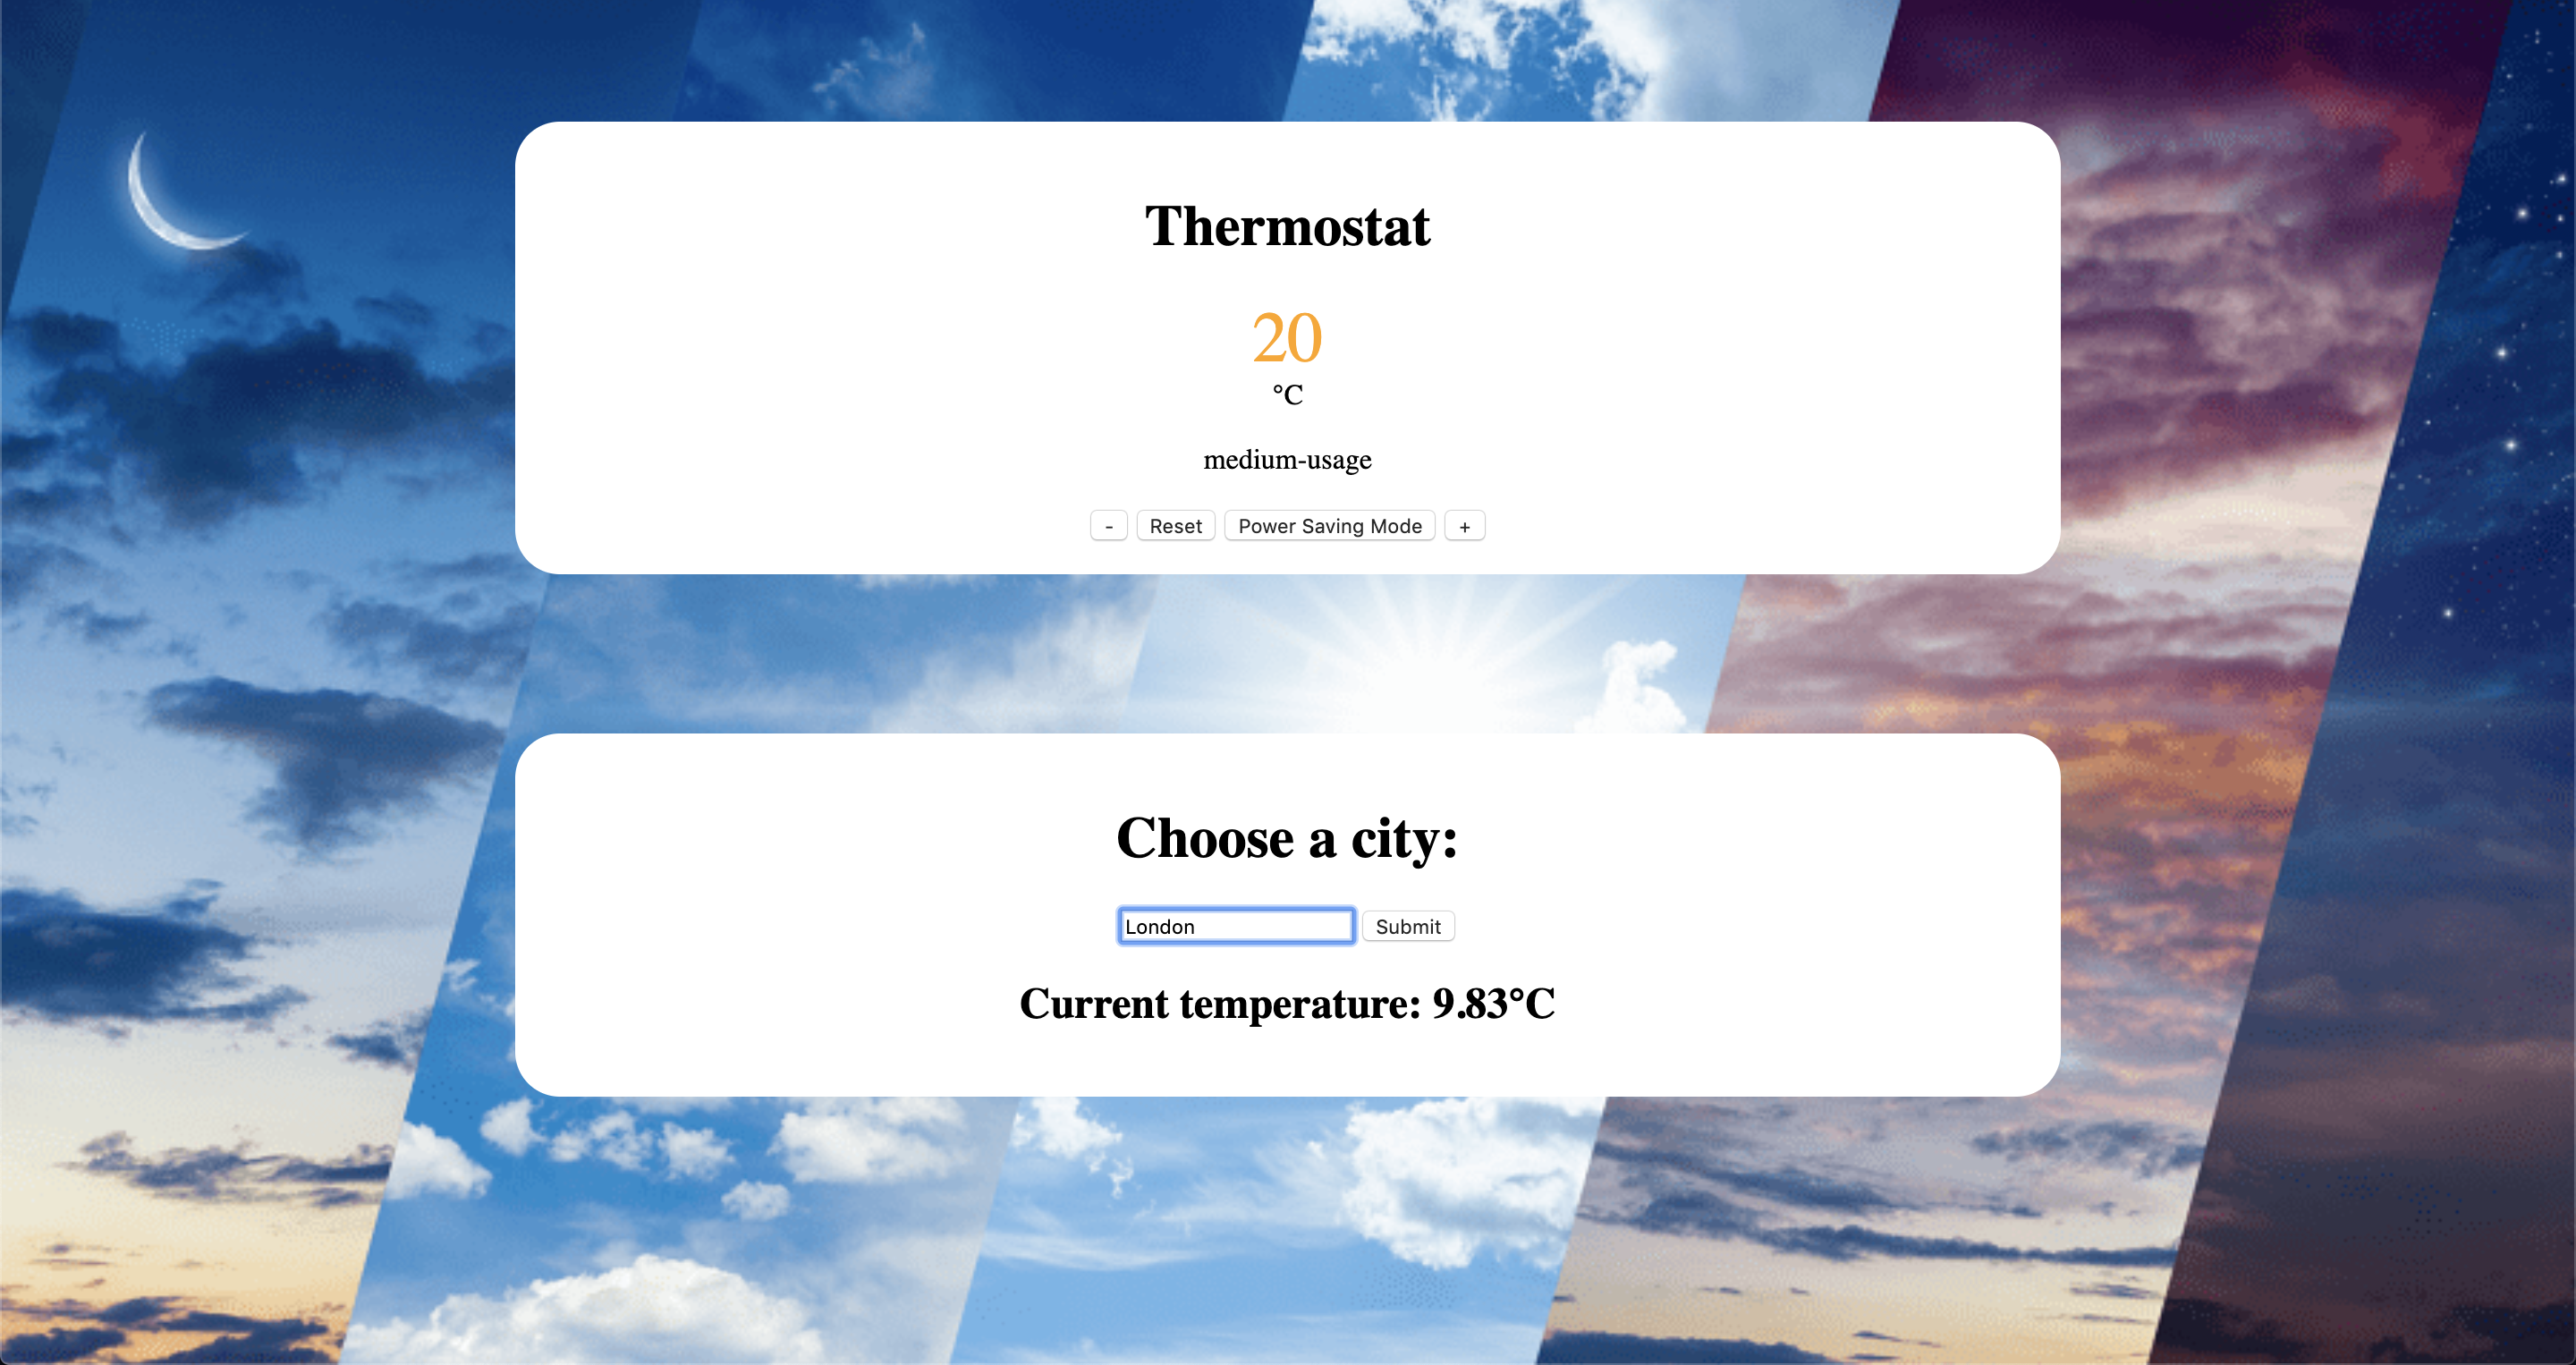 Thermostat
20
°C
medium-usage
- Reset Power Saving Mode +
Choose a city:
London Submit
Current temperature: 9.83°C